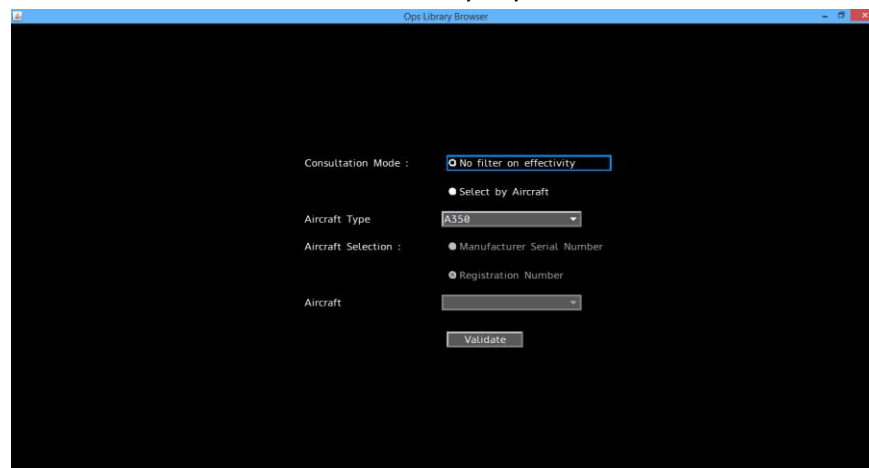 Ops Library Browser
Consultation Mode : No filter on effectivity
Select by Aircraft
Aircraft Type A350
Aircraft Selection : Manufacturer Serial Number
Registration Number
Aircraft
Validate